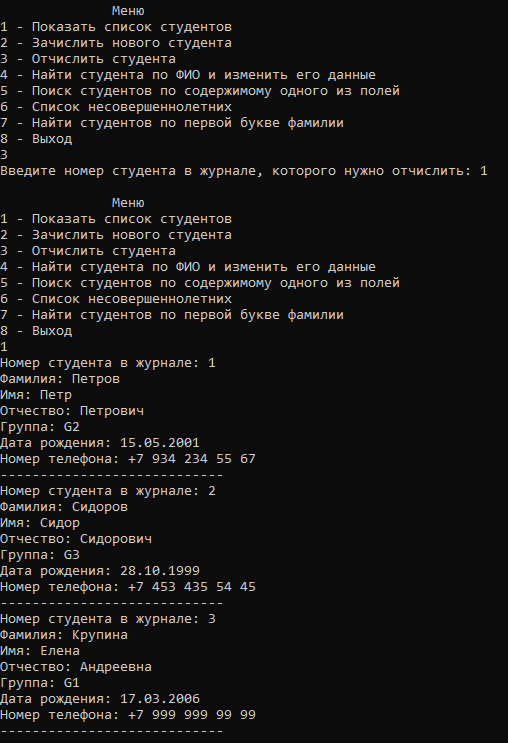 Меню
1 - Показать список студентов
2 - Зачислить нового студента
3 - Отчислить студента
4 - Найти студента по ФИО и изменить его данные
5 - Поиск студентов по содержимому одного из полей
6 - Список несовершеннолетних
7 - Найти студентов по первой букве фамилии
8 - Выход
3
Введите номер студента в журнале, которого нужно отчислить: 1
Меню
1 - Показать список студентов
2 - Зачислить нового студента
3 - Отчислить студента
4 - Найти студента по ФИО и изменить его данные
5 - Поиск студентов по содержимому одного из полей
6 - Список несовершеннолетних
7 - Найти студентов по первой букве фамилии
8 - Выход
1
Номер студента в журнале: 1
Фамилия: Петров
Имя: Петр
Отчество: Петрович
Группа: G2
Дата рождения: 15.05.2001
Номер телефона: +7 934 234 55 67
----------------------------
Номер студента в журнале: 2
Фамилия: Сидоров
Имя: Сидор
Отчество: Сидорович
Группа: G3
Дата рождения: 28.10.1999
Номер телефона: +7 453 435 54 45
----------------------------
Номер студента в журнале: 3
Фамилия: Крупина
Имя: Елена
Отчество: Андреевна
Группа: G1
Дата рождения: 17.03.2006
Номер телефона: +7 999 999 99 99
----------------------------